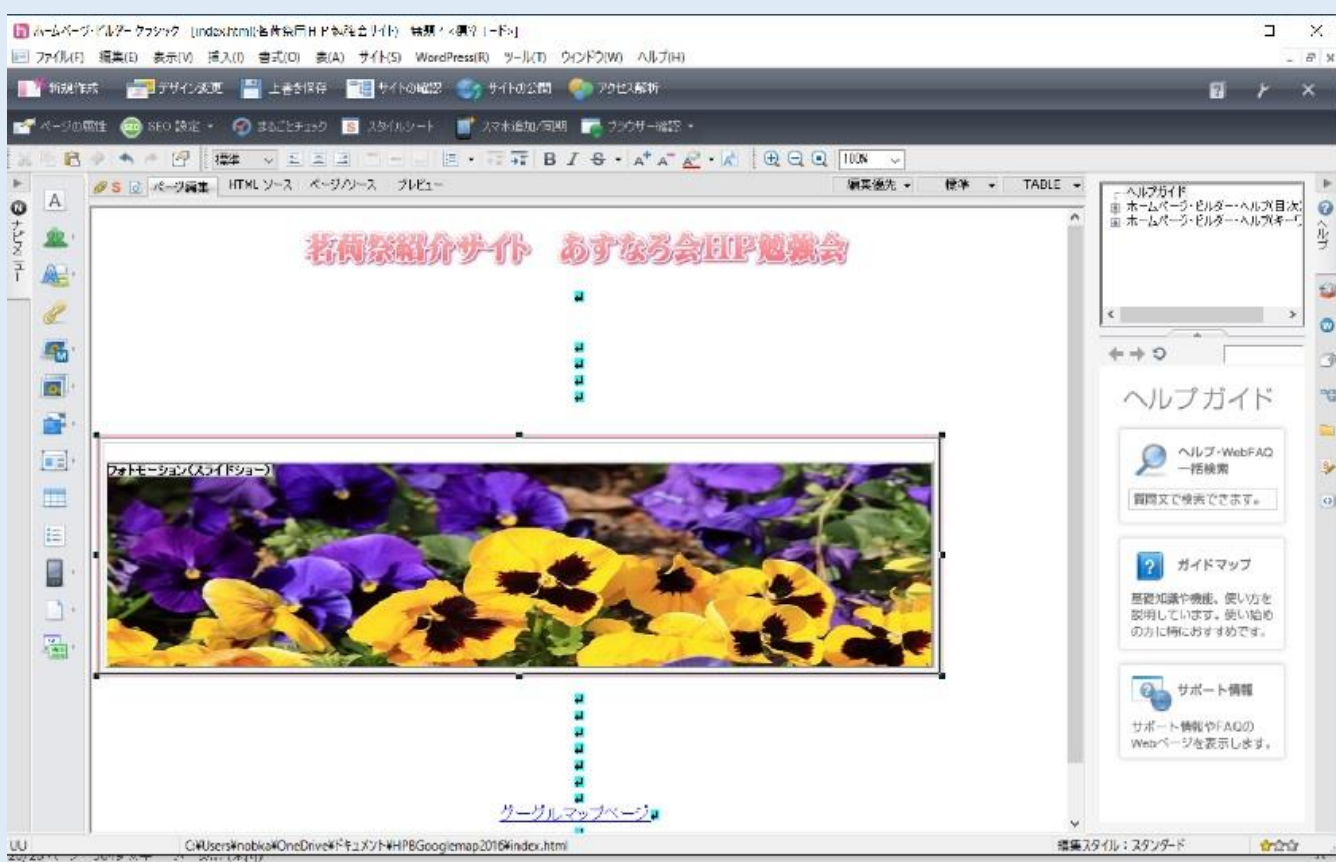 ホームページ・ビルダー クラシック [index.html]
ファイル(F) 編集(E) 表示(V) 挿入(I) 書式(O) 表(A) サイト(S) WordPress(R) ツール(T) ウィンドウ(W) ヘルプ(H)
新規作成 デザイン変更 上書き保存 サイトの確認 サイトの公開 アクセス解析
ページの属性 SEO 設定 まるごとチェック スタイルシート スマホ追加/同期 ブラウザー確認
標準 B I S A+ A- 100%
ナビメニュー
ページ編集 HTML ソース ページ/ソース プレビュー 編集優先 標準 TABLE
茗荷祭紹介サイト あすなろ会HP勉強会
フォトモーション(スライドショー)
グーグルマップページ
ヘルプガイド
ホームページ・ビルダー・ヘルプ(目次
ホームページ・ビルダー・ヘルプ(キーワ
ヘルプ
ヘルプガイド
ヘルプ・WebFAQ
一括検索
質問文で検索できます。
ガイドマップ
基礎知識や機能、使い方を
説明しています。使い始め
の方に特におすすめです。
サポート情報
サポート情報やFAQの
Webページを表示します。
C:¥Users¥nobka¥OneDrive¥ドキュメント¥HPBGooglemap2016¥index.html
編集スタイル:スタンダード